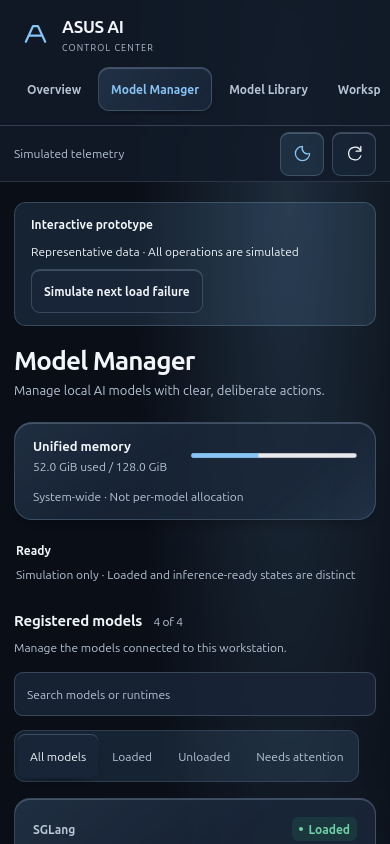 ASUS AI
CONTROL CENTER
Overview
Model Manager
Model Library
Worksp
Simulated telemetry
Interactive prototype
Representative data · All operations are simulated
Simulate next load failure
Model Manager
Manage local AI models with clear, deliberate actions.
Unified memory
52.0 GiB used / 128.0 GiB
System-wide · Not per-model allocation
Ready
Simulation only · Loaded and inference-ready states are distinct
Registered models 4 of 4
Manage the models connected to this workstation.
Search models or runtimes
All models
Loaded
Unloaded
Needs attention
SGLang
• Loaded